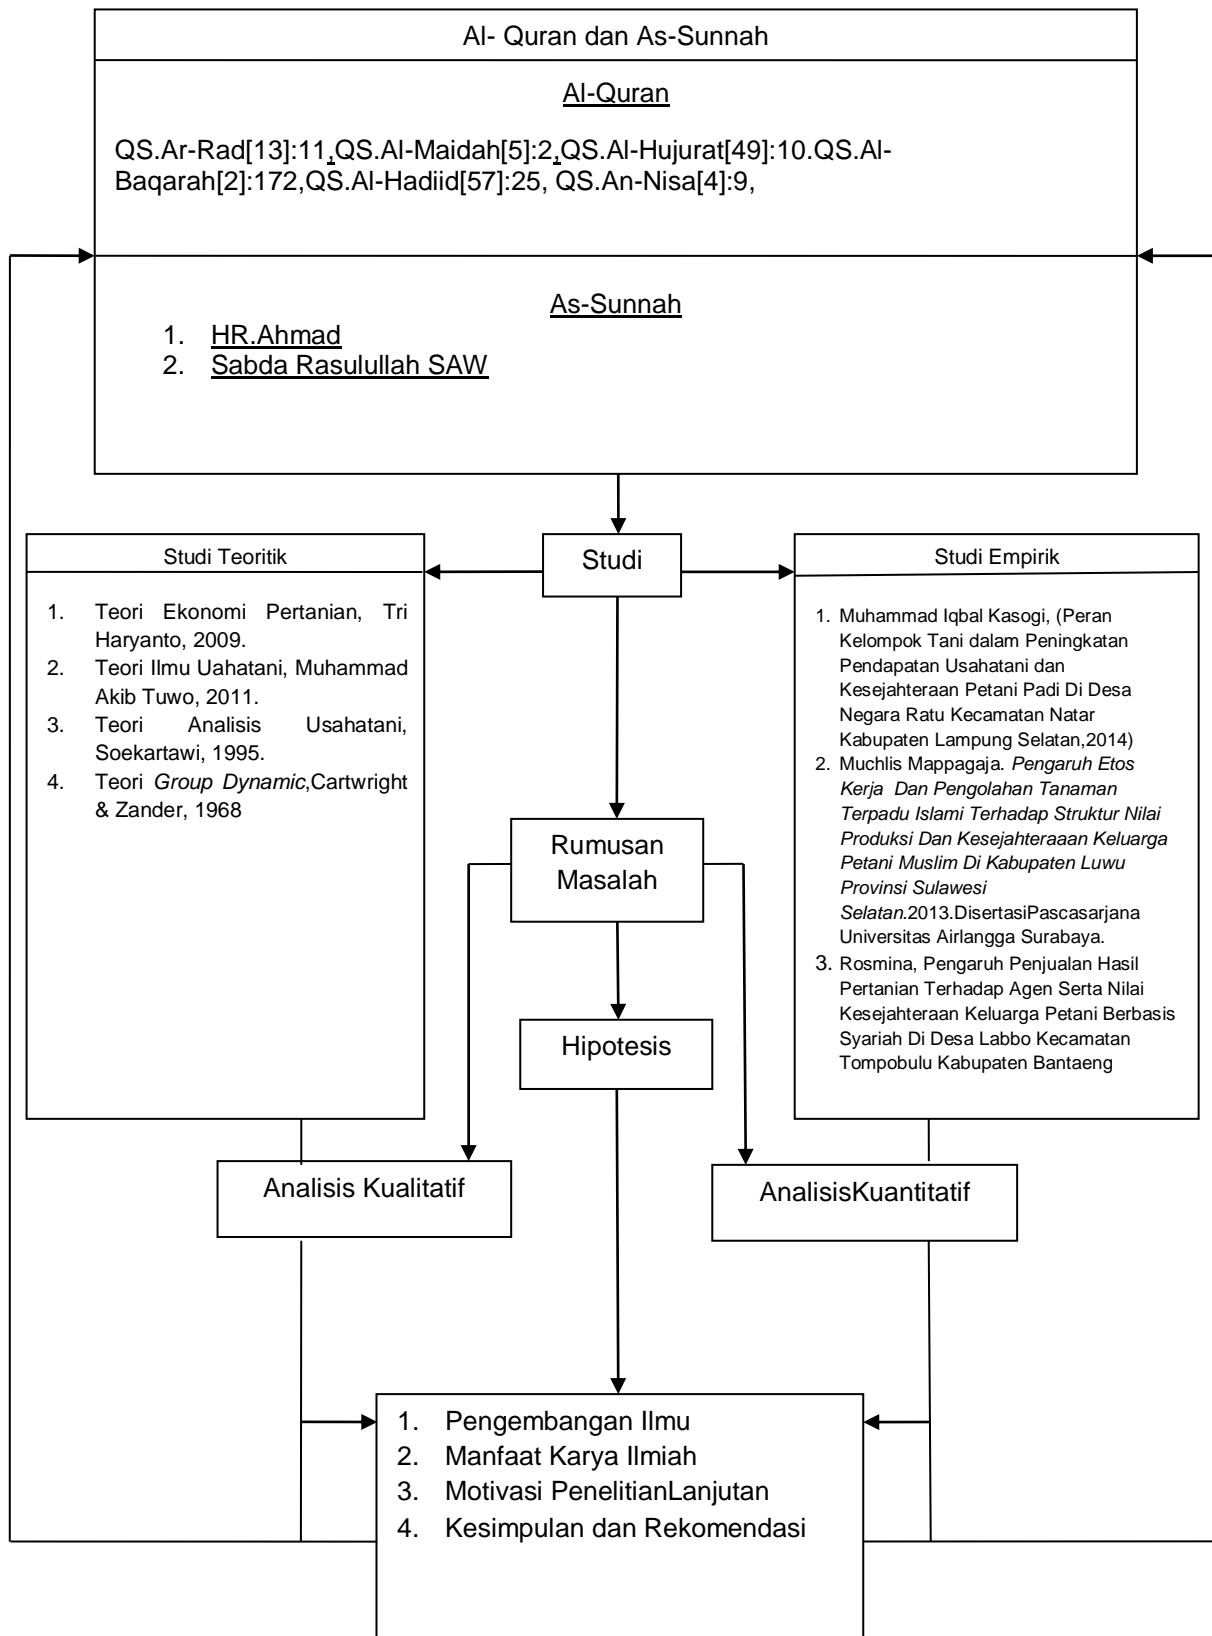 Al- Quran dan As-Sunnah
Al-Quran
QS.Ar-Rad[13]:11,QS.Al-Maidah[5]:2,QS.Al-Hujurat[49]:10.QS.Al-
Baqarah[2]:172,QS.Al-Hadiid[57]:25, QS.An-Nisa[4]:9,
As-Sunnah
1. HR.Ahmad
2. Sabda Rasulullah SAW
Studi Teoritik
1. Teori Ekonomi Pertanian, Tri
Haryanto, 2009.
2. Teori Ilmu Uahatani, Muhammad
Akib Tuwo, 2011.
3. Teori Analisis Usahatani,
Soekartawi, 1995.
4. Teori Group Dynamic,Cartwright
& Zander, 1968
Studi
Studi Empirik
1. Muhammad Iqbal Kasogi, (Peran
Kelompok Tani dalam Peningkatan
Pendapatan Usahatani dan
Kesejahteraan Petani Padi Di Desa
Negara Ratu Kecamatan Natar
Kabupaten Lampung Selatan,2014)
2. Muchlis Mappagaja. Pengaruh Etos
Kerja Dan Pengolahan Tanaman
Terpadu Islami Terhadap Struktur Nilai
Produksi Dan Kesejahteraaan Keluarga
Petani Muslim Di Kabupaten Luwu
Provinsi Sulawesi
Selatan.2013.DisertasiPascasarjana
Universitas Airlangga Surabaya.
3. Rosmina, Pengaruh Penjualan Hasil
Pertanian Terhadap Agen Serta Nilai
Kesejahteraan Keluarga Petani Berbasis
Syariah Di Desa Labbo Kecamatan
Tompobulu Kabupaten Bantaeng
Rumusan
Masalah
Hipotesis
Analisis Kualitatif
AnalisisKuantitatif
1. Pengembangan Ilmu
2. Manfaat Karya Ilmiah
3. Motivasi PenelitianLanjutan
4. Kesimpulan dan Rekomendasi